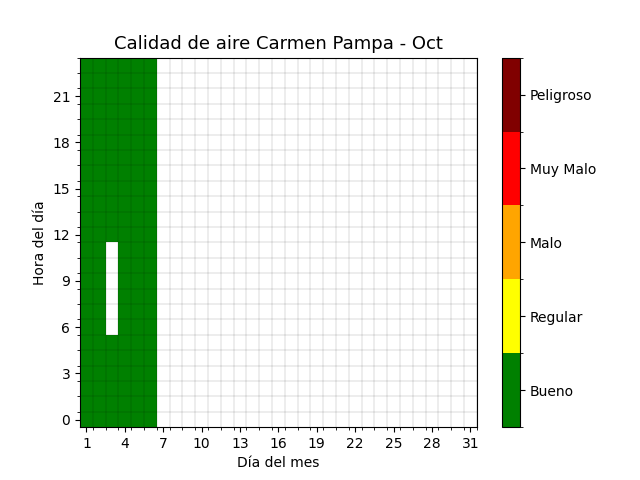 Calidad de aire Carmen Pampa - Oct
Peligroso
Muy Malo
Malo
Regular
Bueno
Hora del día
21
18
15
12
9
6
3
0
1 4 7 10 13 16 19 22 25 28 31
Día del mes